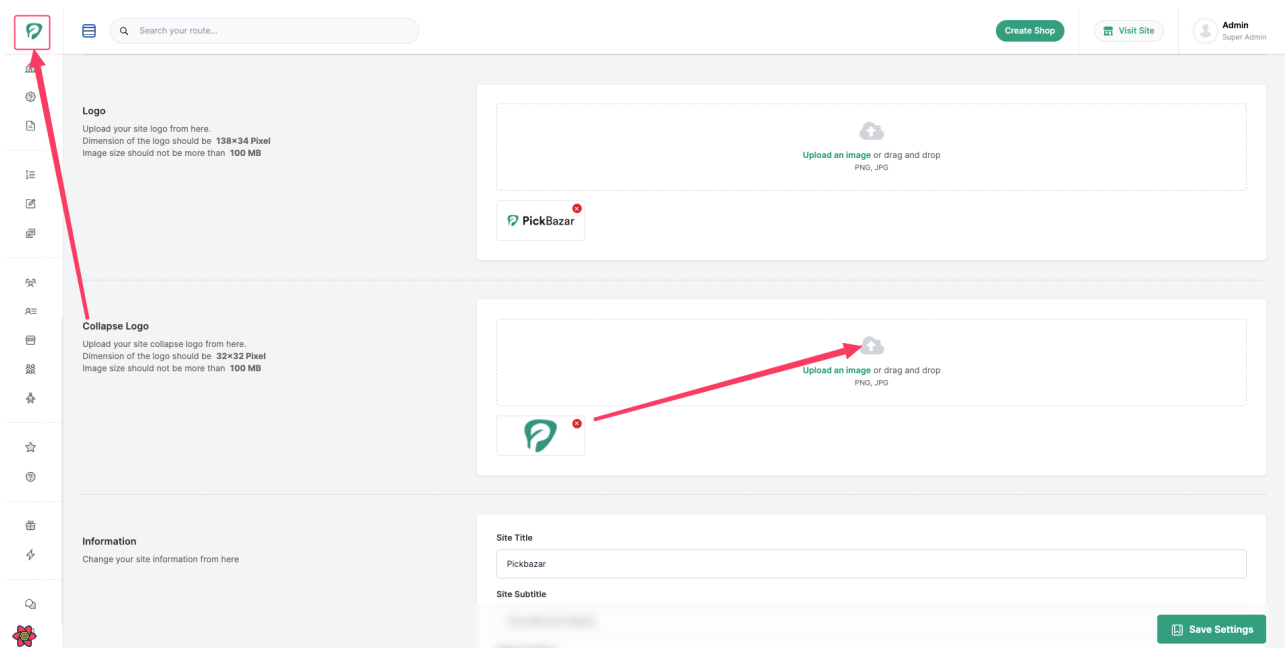 Search your route...
Create Shop
Visit Site
Admin
Super Admin
Logo
Upload your site logo from here.
Dimension of the logo should be 138x34 Pixel
Image size should not be more than 100 MB
Upload an image or drag and drop
PNG, JPG
PickBazar
Collapse Logo
Upload your site collapse logo from here.
Dimension of the logo should be 32x32 Pixel
Image size should not be more than 100 MB
Upload an image or drag and drop
PNG, JPG
Information
Change your site information from here
Site Title
Pickbazar
Site Subtitle
Save Settings